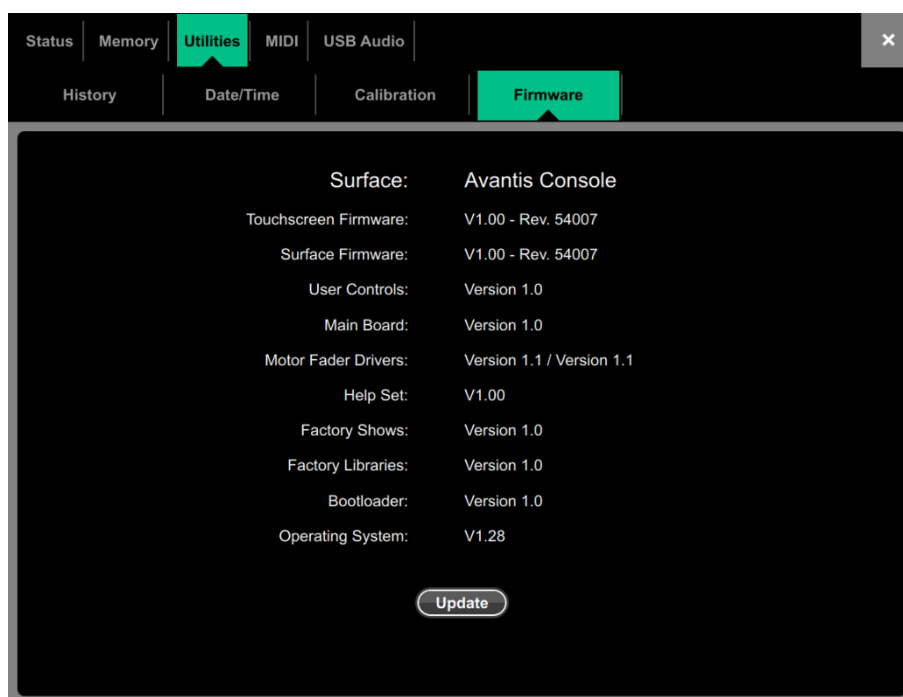 Status Memory Utilities MIDI USB Audio ×
History Date/Time Calibration Firmware
Surface: Avantis Console
Touchscreen Firmware: V1.00 - Rev. 54007
Surface Firmware: V1.00 - Rev. 54007
User Controls: Version 1.0
Main Board: Version 1.0
Motor Fader Drivers: Version 1.1 / Version 1.1
Help Set: V1.00
Factory Shows: Version 1.0
Factory Libraries: Version 1.0
Bootloader: Version 1.0
Operating System: V1.28
Update